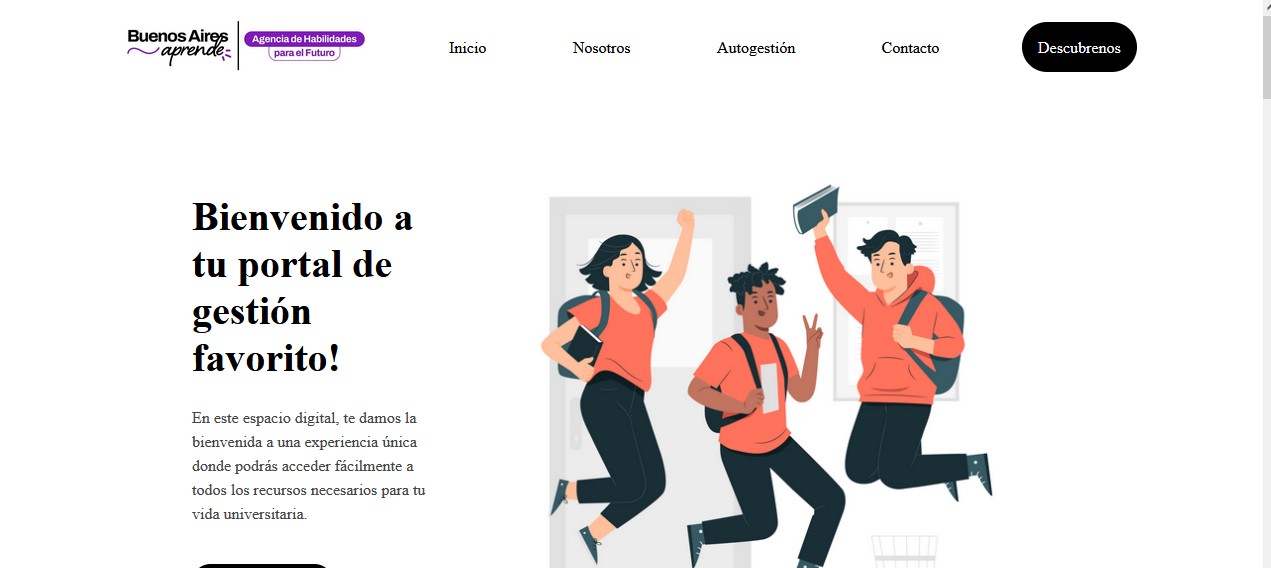 Buenos Aires
aprende
Agencia de Habilidades
para el Futuro
Inicio
Nosotros
Autogestión
Contacto
Descubrenos
Bienvenido a
tu portal de
gestión
favorito!
En este espacio digital, te damos la
bienvenida a una experiencia única
donde podrás acceder fácilmente a
todos los recursos necesarios para tu
vida universitaria.